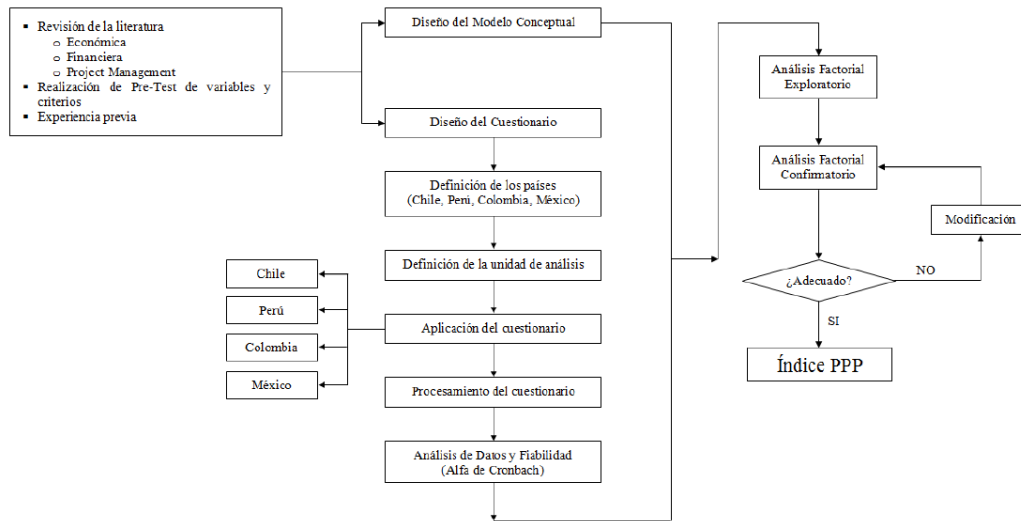 ▪ Revisión de la literatura
o Económica
o Financiera
o Project Management
▪ Realización de Pre-Test de variables y
criterios
▪ Experiencia previa
Diseño del Modelo Conceptual
Diseño del Cuestionario
Definición de los países
(Chile, Perú, Colombia, México)
Definición de la unidad de análisis
Aplicación del cuestionario
Chile
Perú
Colombia
México
Procesamiento del cuestionario
Análisis de Datos y Fiabilidad
(Alfa de Cronbach)
Análisis Factorial
Exploratorio
Análisis Factorial
Confirmatorio
Modificación
¿Adecuado?
NO
SI
Índice PPP